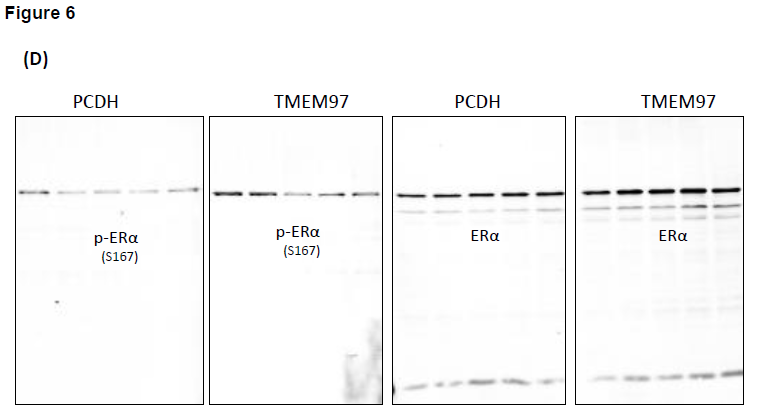 Figure 6
(D)
PCDH
TMEM97
PCDH
TMEM97
p-ERα
(S167)
p-ERα
(S167)
ERα
ERα